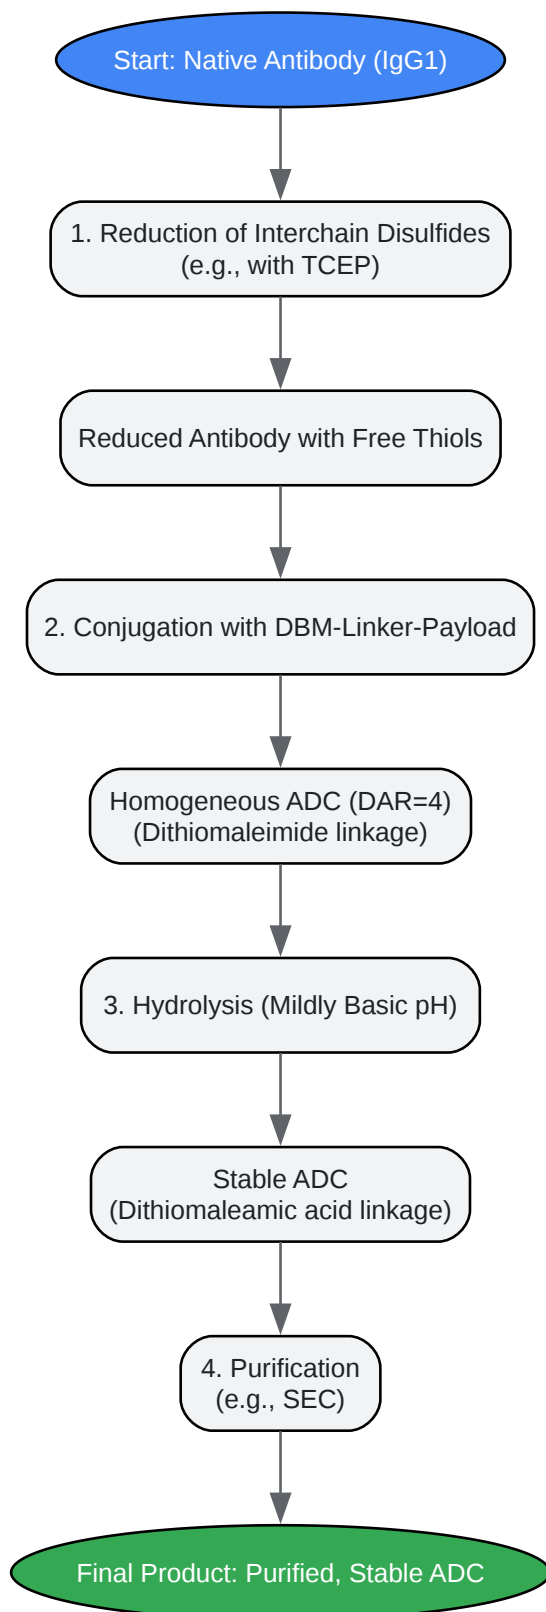 Start: Native Antibody (IgG1)
1. Reduction of Interchain Disulfides
(e.g., with TCEP)
Reduced Antibody with Free Thiols
2. Conjugation with DBM-Linker-Payload
Homogeneous ADC (DAR=4)
(Dithiomaleimide linkage)
3. Hydrolysis (Mildly Basic pH)
Stable ADC
(Dithiomaleamic acid linkage)
4. Purification
(e.g., SEC)
Final Product: Purified, Stable ADC